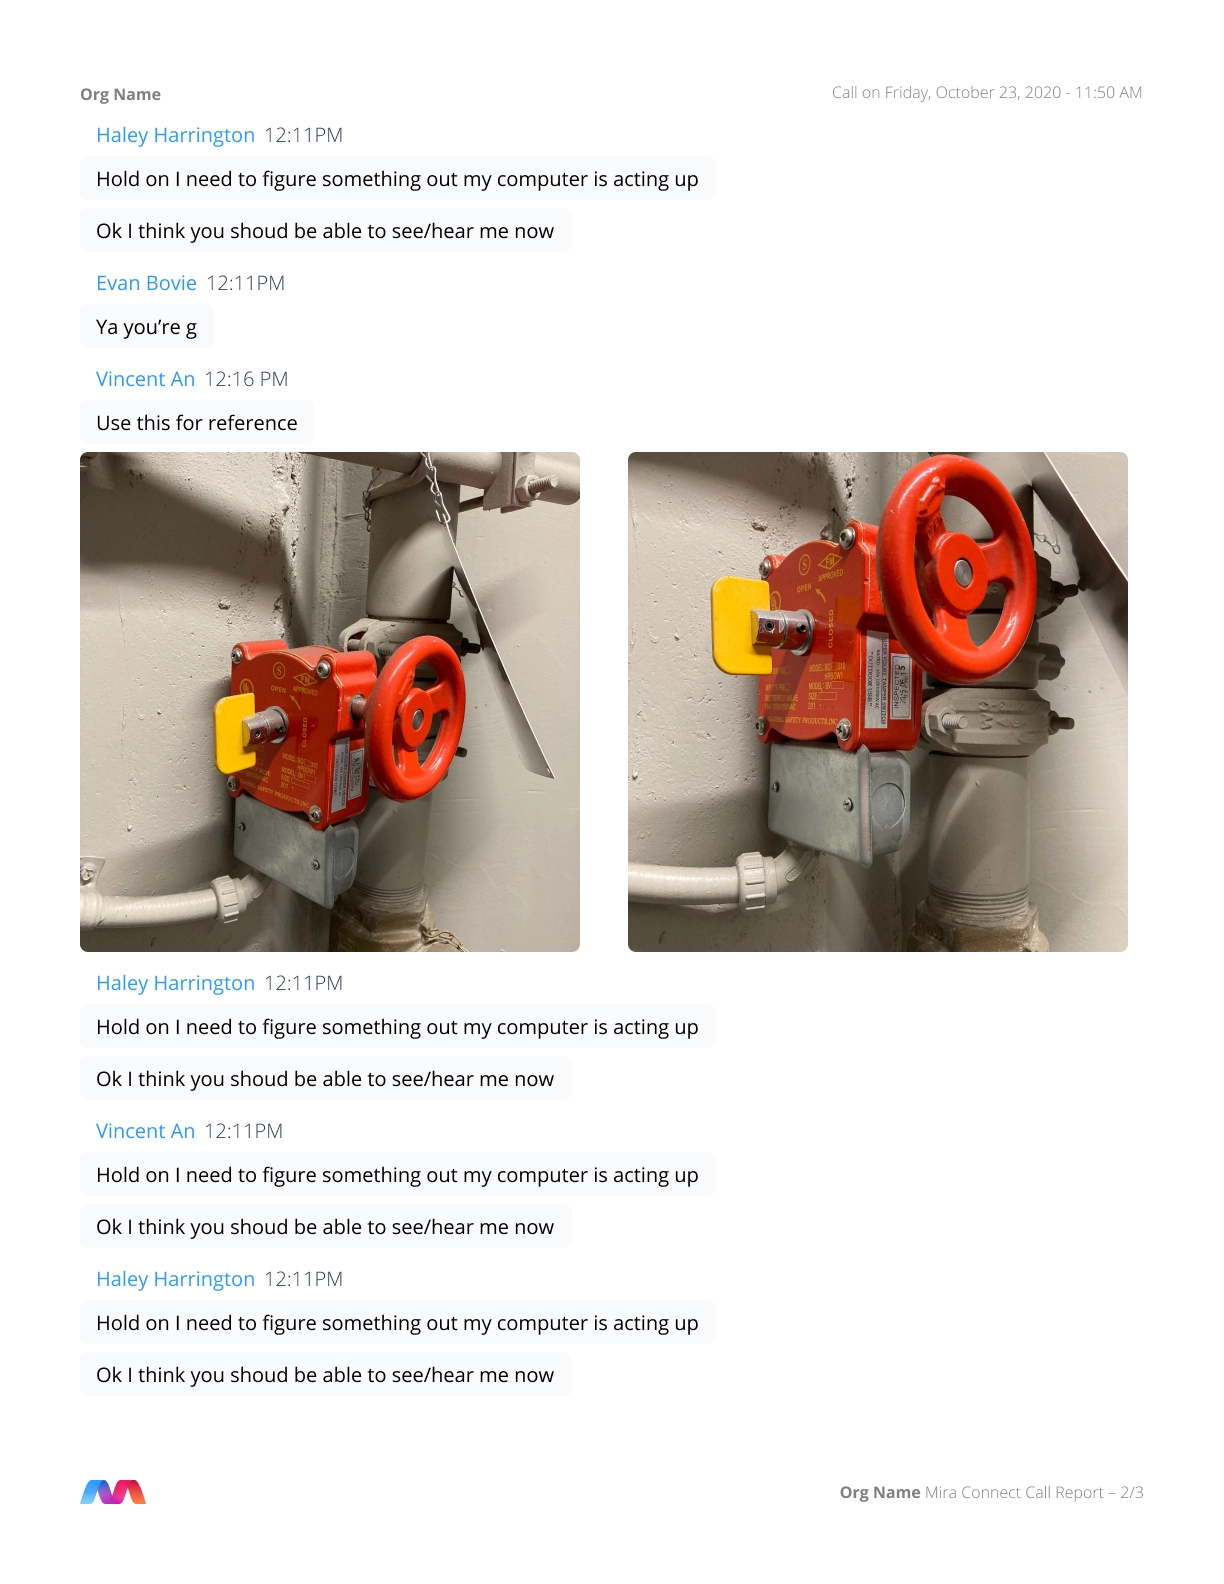 Org Name
Call on Friday, October 23, 2020 - 11:50 AM
Haley Harrington 12:11PM
Hold on I need to figure something out my computer is acting up
Ok I think you shoud be able to see/hear me now
Evan Bovie 12:11PM
Ya you’re g
Vincent An 12:16 PM
Use this for reference
S
FM
OPEN
APPROVED
CLOSED
S
FM
OPEN
APPROVED
CLOSED
INSPECTED
Haley Harrington 12:11PM
Hold on I need to figure something out my computer is acting up
Ok I think you shoud be able to see/hear me now
Vincent An 12:11PM
Hold on I need to figure something out my computer is acting up
Ok I think you shoud be able to see/hear me now
Haley Harrington 12:11PM
Hold on I need to figure something out my computer is acting up
Ok I think you shoud be able to see/hear me now
Org Name Mira Connect Call Report – 2/3